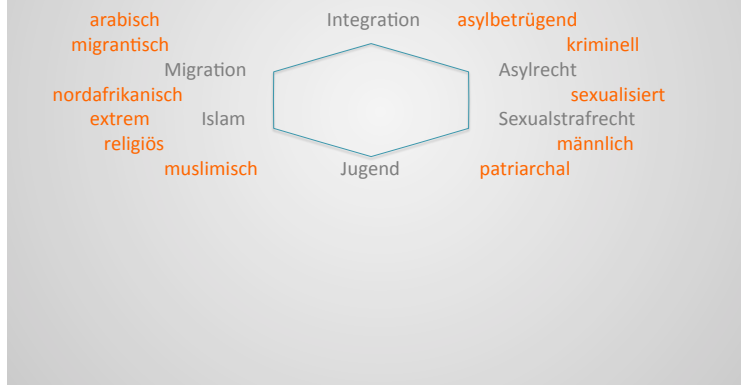 arabisch Integration asylbetrügend
migrantisch kriminell
Migration Asylrecht
nordafrikanisch sexualisiert
extrem Islam Sexualstrafrecht
religiös männlich
muslimisch Jugend patriarchal